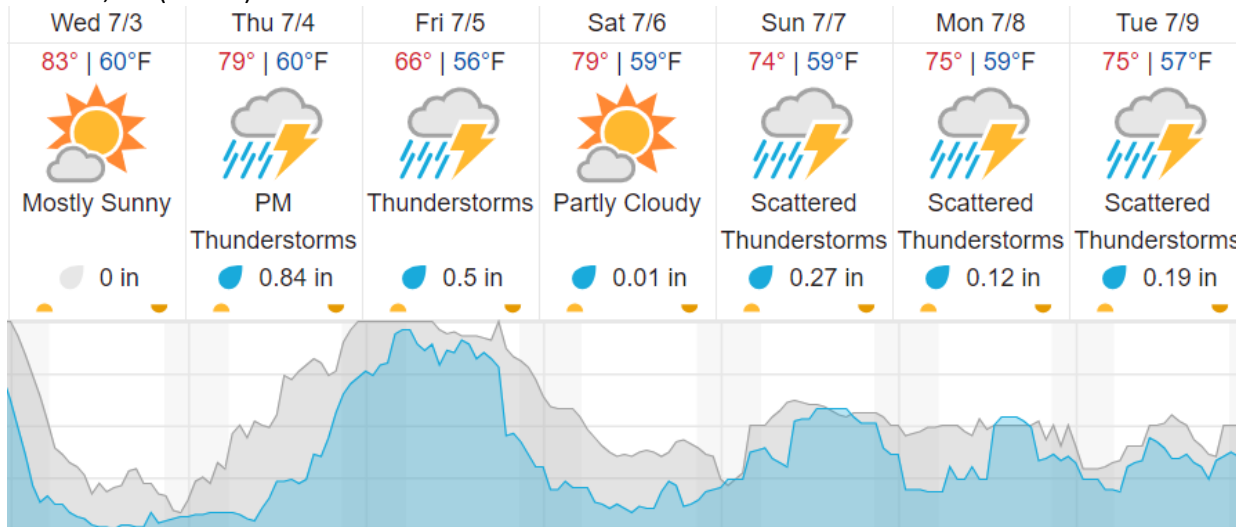 Wed 7/3 Thu 7/4 Fri 7/5 Sat 7/6 Sun 7/7 Mon 7/8 Tue 7/9
83° | 60°F 79° | 60°F 66° | 56°F 79° | 59°F 74° | 59°F 75° | 59°F 75° | 57°F
Mostly Sunny PM Thunderstorms Partly Cloudy Scattered Scattered Scattered
Thunderstorms Thunderstorms Thunderstorms Thunderstorms
0 in 0.84 in 0.5 in 0.01 in 0.27 in 0.12 in 0.19 in